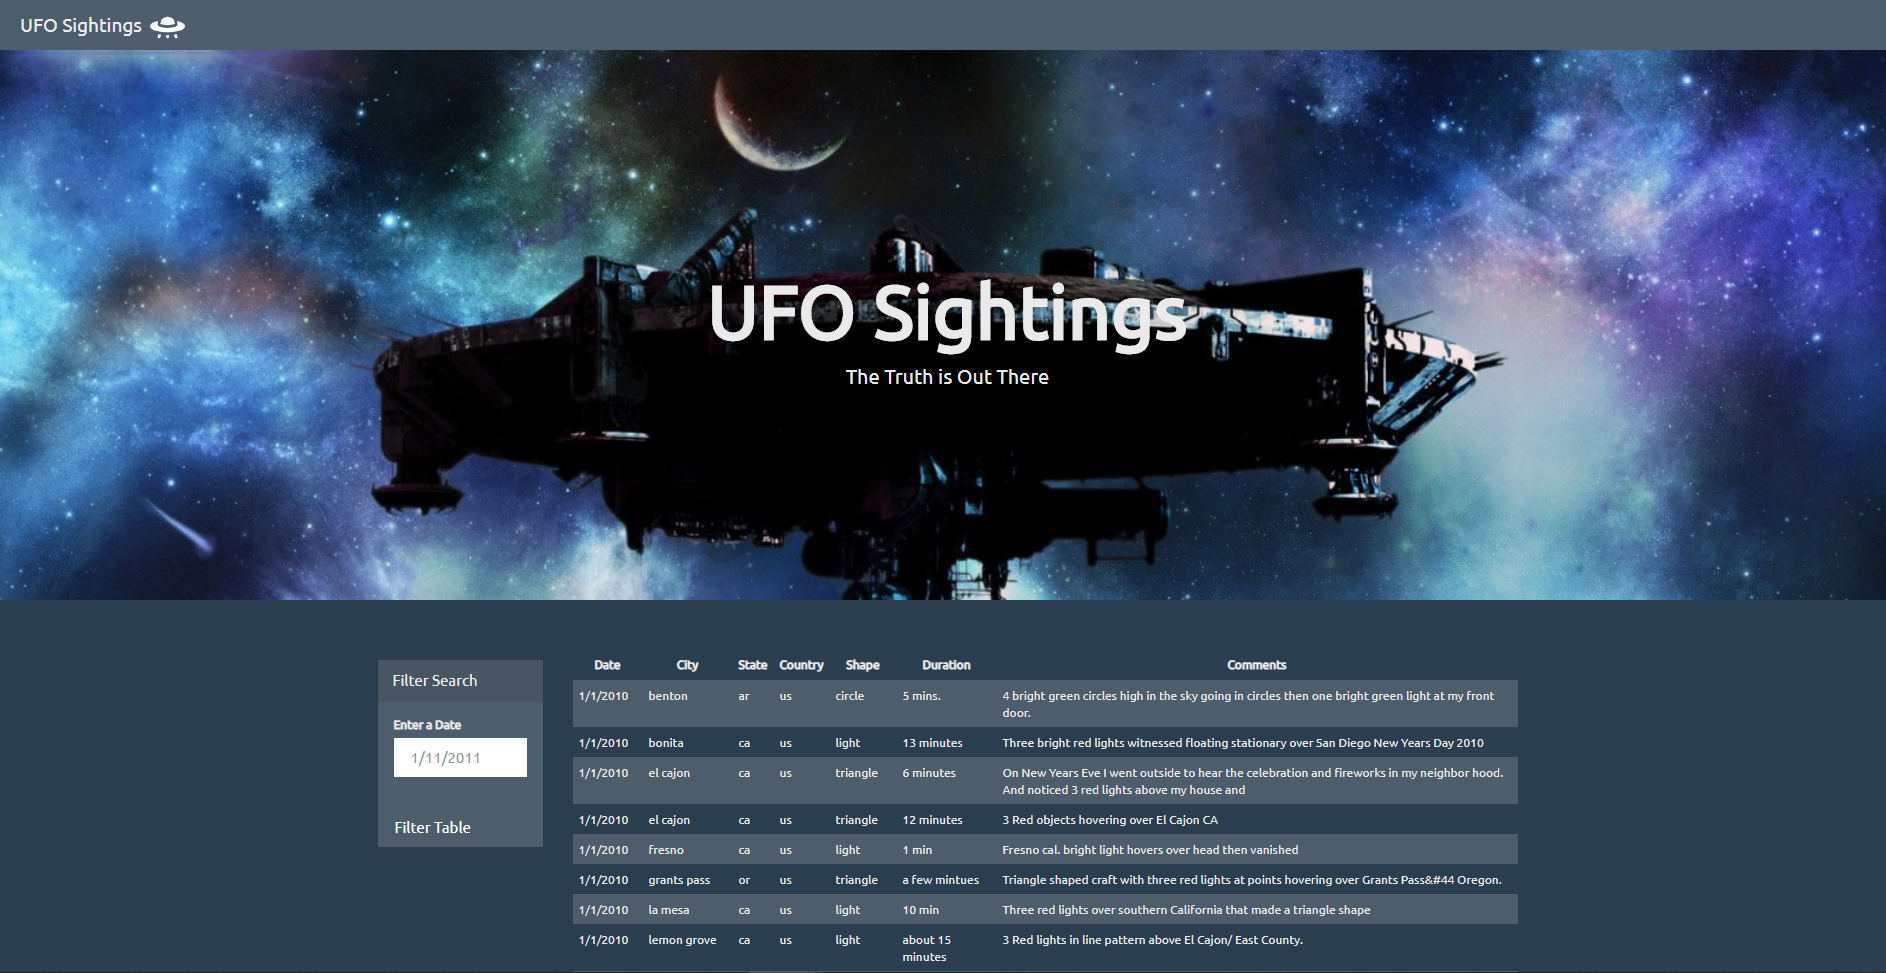 UFO Sightings
UFO Sightings
The Truth is Out There
Filter Search
Enter a Date
1/11/2011
Filter Table
Date City State Country Shape Duration Comments
1/1/2010 benton ar us circle 5 mins. 4 bright green circles high in the sky going in circles then one bright green light at my front
door.
1/1/2010 bonita ca us light 13 minutes Three bright red lights witnessed floating stationary over San Diego New Years Day 2010
1/1/2010 el cajon ca us triangle 6 minutes On New Years Eve I went outside to hear the celebration and fireworks in my neighbor hood.
And noticed 3 red lights above my house and
1/1/2010 el cajon ca us triangle 12 minutes 3 Red objects hovering over El Cajon CA
1/1/2010 fresno ca us light 1 min Fresno cal. bright light hovers over head then vanished
1/1/2010 grants pass or us triangle a few mintues Triangle shaped craft with three red lights at points hovering over Grants Pass&#44 Oregon.
1/1/2010 la mesa ca us light 10 min Three red lights over southern California that made a triangle shape
1/1/2010 lemon grove ca us light about 15 3 Red lights in line pattern above El Cajon/ East County.
minutes